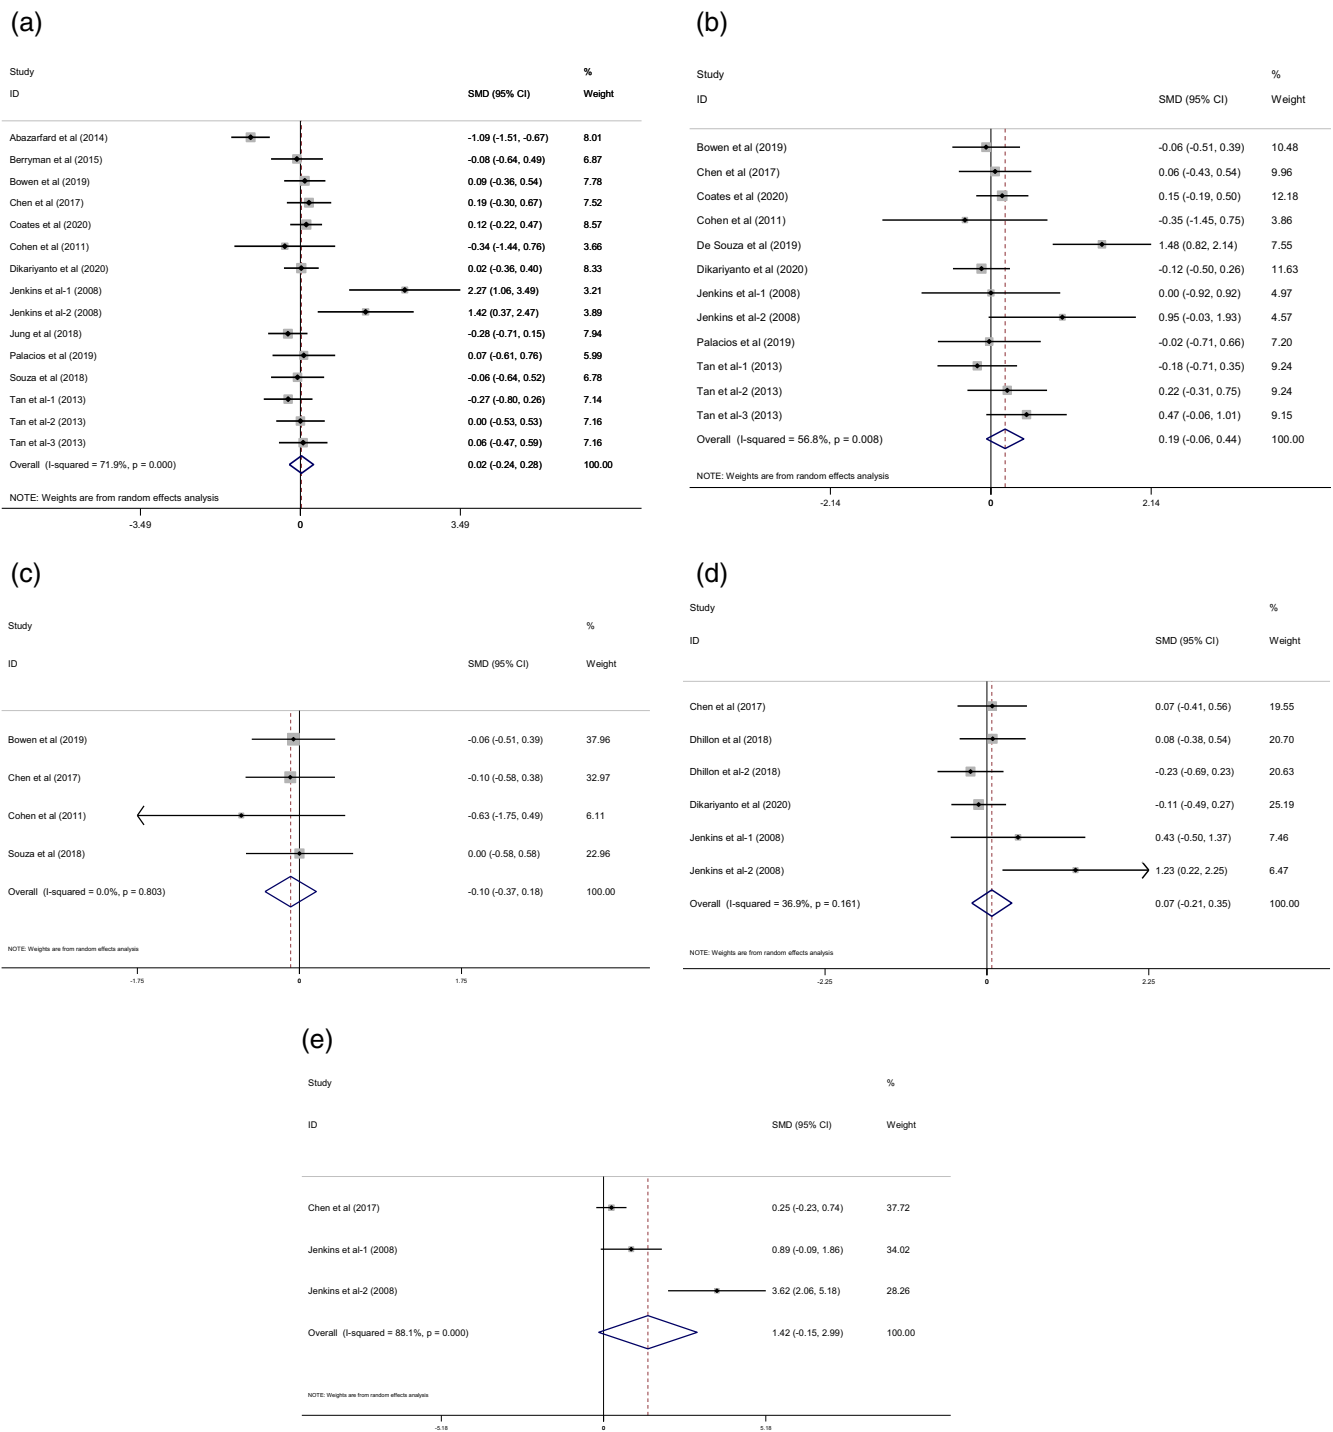 (a)
Study %
ID SMD (95% CI) Weight
Abazarfard et al (2014) -1.09 (-1.51, -0.67) 8.01
Berryman et al (2015) -0.08 (-0.64, 0.49) 6.87
Bowen et al (2019) 0.09 (-0.36, 0.54) 7.78
Chen et al (2017) 0.19 (-0.30, 0.67) 7.52
Coates et al (2020) 0.12 (-0.22, 0.47) 8.57
Cohen et al (2011) -0.34 (-1.44, 0.76) 3.66
Dikariyanto et al (2020) 0.02 (-0.36, 0.40) 8.33
Jenkins et al-1 (2008) 2.27 (1.06, 3.49) 3.21
Jenkins et al-2 (2008) 1.42 (0.37, 2.47) 3.89
Jung et al (2018) -0.28 (-0.71, 0.15) 7.94
Palacios et al (2019) 0.07 (-0.61, 0.76) 5.99
Souza et al (2018) -0.06 (-0.64, 0.52) 6.78
Tan et al-1 (2013) -0.27 (-0.80, 0.26) 7.14
Tan et al-2 (2013) 0.00 (-0.53, 0.53) 7.16
Tan et al-3 (2013) 0.06 (-0.47, 0.59) 7.16
Overall (I-squared = 71.9%, p = 0.000) 0.02 (-0.24, 0.28) 100.00
NOTE: Weights are from random effects analysis
-3.49 0 3.49
(b)
Study %
ID SMD (95% CI) Weight
Bowen et al (2019) -0.06 (-0.51, 0.39) 10.48
Chen et al (2017) 0.06 (-0.43, 0.54) 9.96
Coates et al (2020) 0.15 (-0.19, 0.50) 12.18
Cohen et al (2011) -0.35 (-1.45, 0.75) 3.86
De Souza et al (2019) 1.48 (0.82, 2.14) 7.55
Dikariyanto et al (2020) -0.12 (-0.50, 0.26) 11.63
Jenkins et al-1 (2008) 0.00 (-0.92, 0.92) 4.97
Jenkins et al-2 (2008) 0.95 (-0.03, 1.93) 4.57
Palacios et al (2019) -0.02 (-0.71, 0.66) 7.20
Tan et al-1 (2013) -0.18 (-0.71, 0.35) 9.24
Tan et al-2 (2013) 0.22 (-0.31, 0.75) 9.24
Tan et al-3 (2013) 0.47 (-0.06, 1.01) 9.15
Overall (I-squared = 56.8%, p = 0.008) 0.19 (-0.06, 0.44) 100.00
NOTE: Weights are from random effects analysis
-2.14 0 2.14
(c)
Study %
ID SMD (95% CI) Weight
Bowen et al (2019) -0.06 (-0.51, 0.39) 37.96
Chen et al (2017) -0.10 (-0.58, 0.38) 32.97
Cohen et al (2011) -0.63 (-1.75, 0.49) 6.11
Souza et al (2018) 0.00 (-0.58, 0.58) 22.96
Overall (I-squared = 0.0%, p = 0.803) -0.10 (-0.37, 0.18) 100.00
NOTE: Weights are from random effects analysis
-1.75 0 1.75
(d)
Study %
ID SMD (95% CI) Weight
Chen et al (2017) 0.07 (-0.41, 0.56) 19.55
Dhillon et al (2018) 0.08 (-0.38, 0.54) 20.70
Dhillon et al-2 (2018) -0.23 (-0.69, 0.23) 20.63
Dikariyanto et al (2020) -0.11 (-0.49, 0.27) 25.19
Jenkins et al-1 (2008) 0.43 (-0.50, 1.37) 7.46
Jenkins et al-2 (2008) 1.23 (0.22, 2.25) 6.47
Overall (I-squared = 36.9%, p = 0.161) 0.07 (-0.21, 0.35) 100.00
NOTE: Weights are from random effects analysis
-2.25 0 2.25
(e)
Study %
ID SMD (95% CI) Weight
Chen et al (2017) 0.25 (-0.23, 0.74) 37.72
Jenkins et al-1 (2008) 0.89 (-0.09, 1.86) 34.02
Jenkins et al-2 (2008) 3.62 (2.06, 5.18) 28.26
Overall (I-squared = 88.1%, p = 0.000) 1.42 (-0.15, 2.99) 100.00
NOTE: Weights are from random effects analysis
-5.18 0 5.18